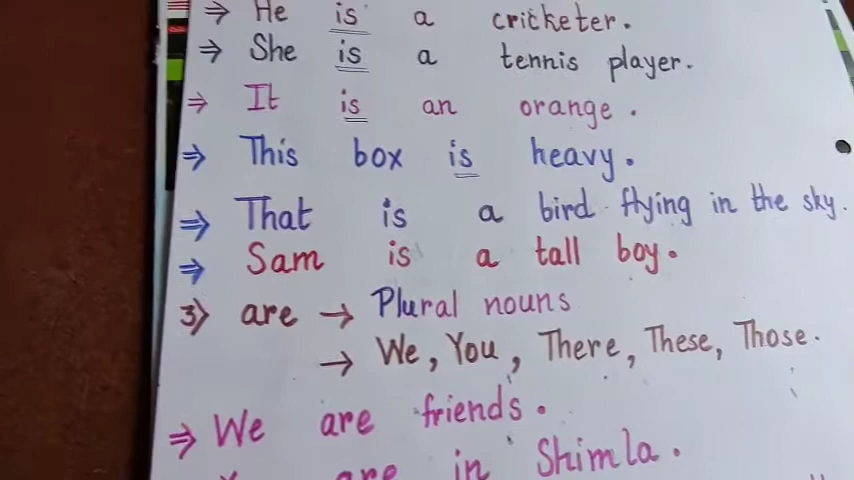 ⇒ He is a cricketer.
⇒ She is a tennis player.
⇒ It is an orange.
⇒ This box is heavy.
⇒ That is a bird flying in the sky.
⇒ Sam is a tall boy.
3) are → Plural nouns
→ We, You, There, These, Those.
⇒ We are friends.
are in Shimla.